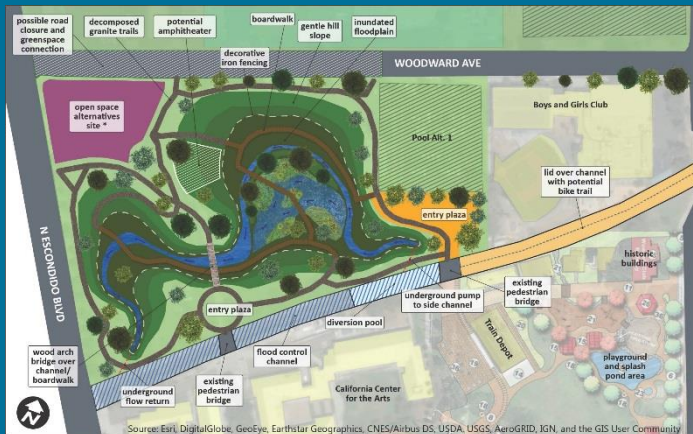 possible road
closure and
greenspace
connection
decomposed
granite trails
potential
amphitheater
boardwalk
decorative
iron fencing
gentle hill
slope
inundated
floodplain
WOODWARD AVE
open space
alternatives
site *
Pool Alt. 1
Boys and Girls Club
lid over channel
with potential
bike trail
entry plaza
N ESCONDIDO BLVD
historic
buildings
entry plaza
underground pump
to side channel
existing
pedestrian
bridge
diversion pool
Train Depot
wood arch
bridge over
channel/
boardwalk
flood control
channel
playground
and splash
pond area
underground
flow return
existing
pedestrian
bridge
California Center
for the Arts
N
Source: Esri, DigitalGlobe, GeoEye, Earthstar Geographics, CNES/Airbus DS, USDA, USGS, AeroGRID, IGN, and the GIS User Community